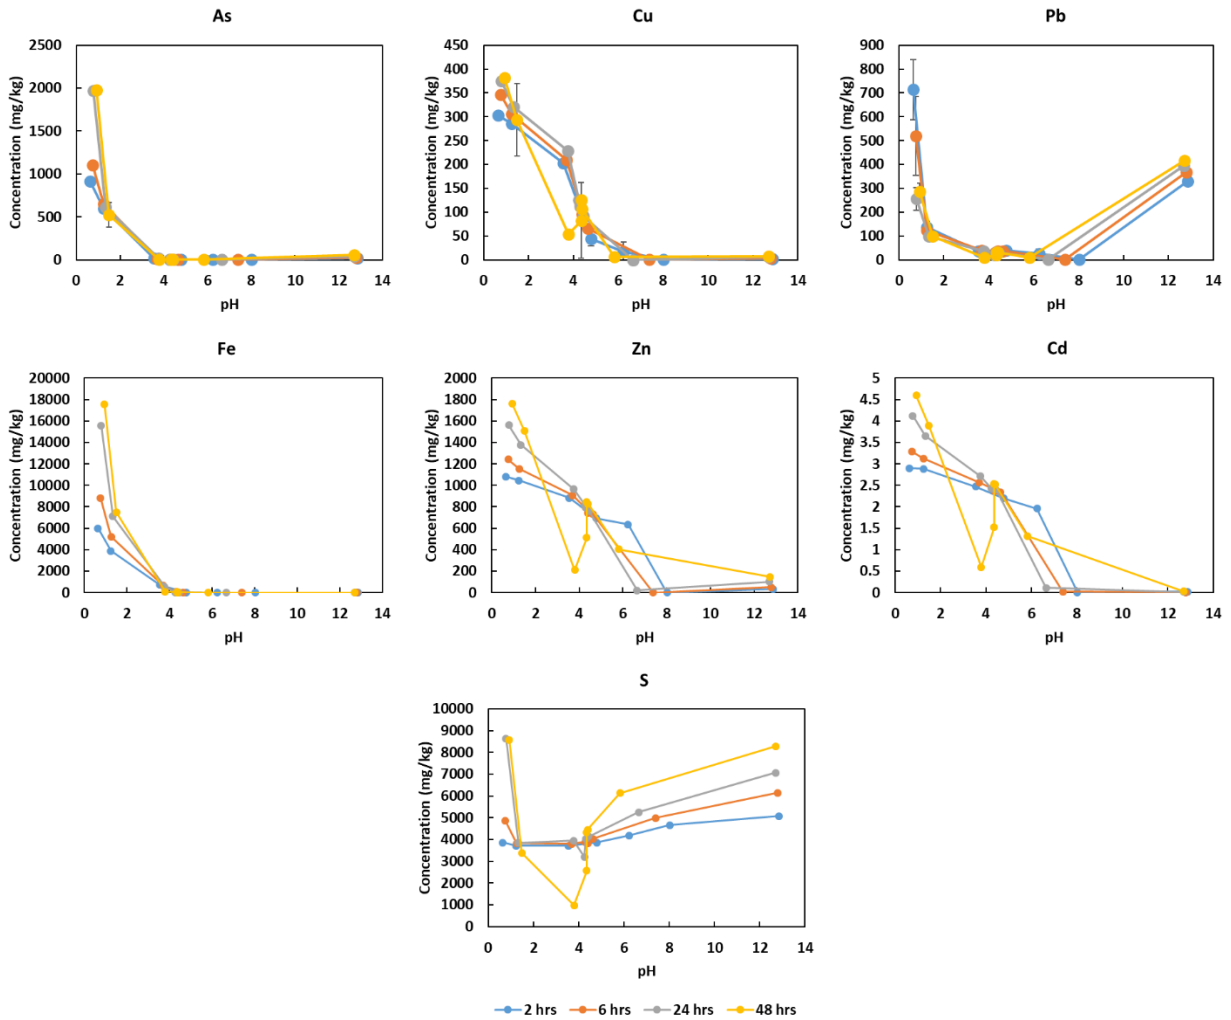 As
Concentration (mg/kg)
2500
2000
1500
1000
500
0
0 2 4 6 8 10 12 14
pH
Cu
Concentration (mg/kg)
450
400
350
300
250
200
150
100
50
0
0 2 4 6 8 10 12 14
pH
Pb
Concentration (mg/kg)
900
800
700
600
500
400
300
200
100
0
0 2 4 6 8 10 12 14
pH
Fe
Concentration (mg/kg)
20000
18000
16000
14000
12000
10000
8000
6000
4000
2000
0
0 2 4 6 8 10 12 14
pH
Zn
Concentration (mg/kg)
2000
1800
1600
1400
1200
1000
800
600
400
200
0
0 2 4 6 8 10 12 14
pH
Cd
Concentration (mg/kg)
5
4.5
4
3.5
3
2.5
2
1.5
1
0.5
0
0 2 4 6 8 10 12 14
pH
S
Concentration (mg/kg)
10000
9000
8000
7000
6000
5000
4000
3000
2000
1000
0
0 2 4 6 8 10 12 14
pH
2 hrs 6 hrs 24 hrs 48 hrs